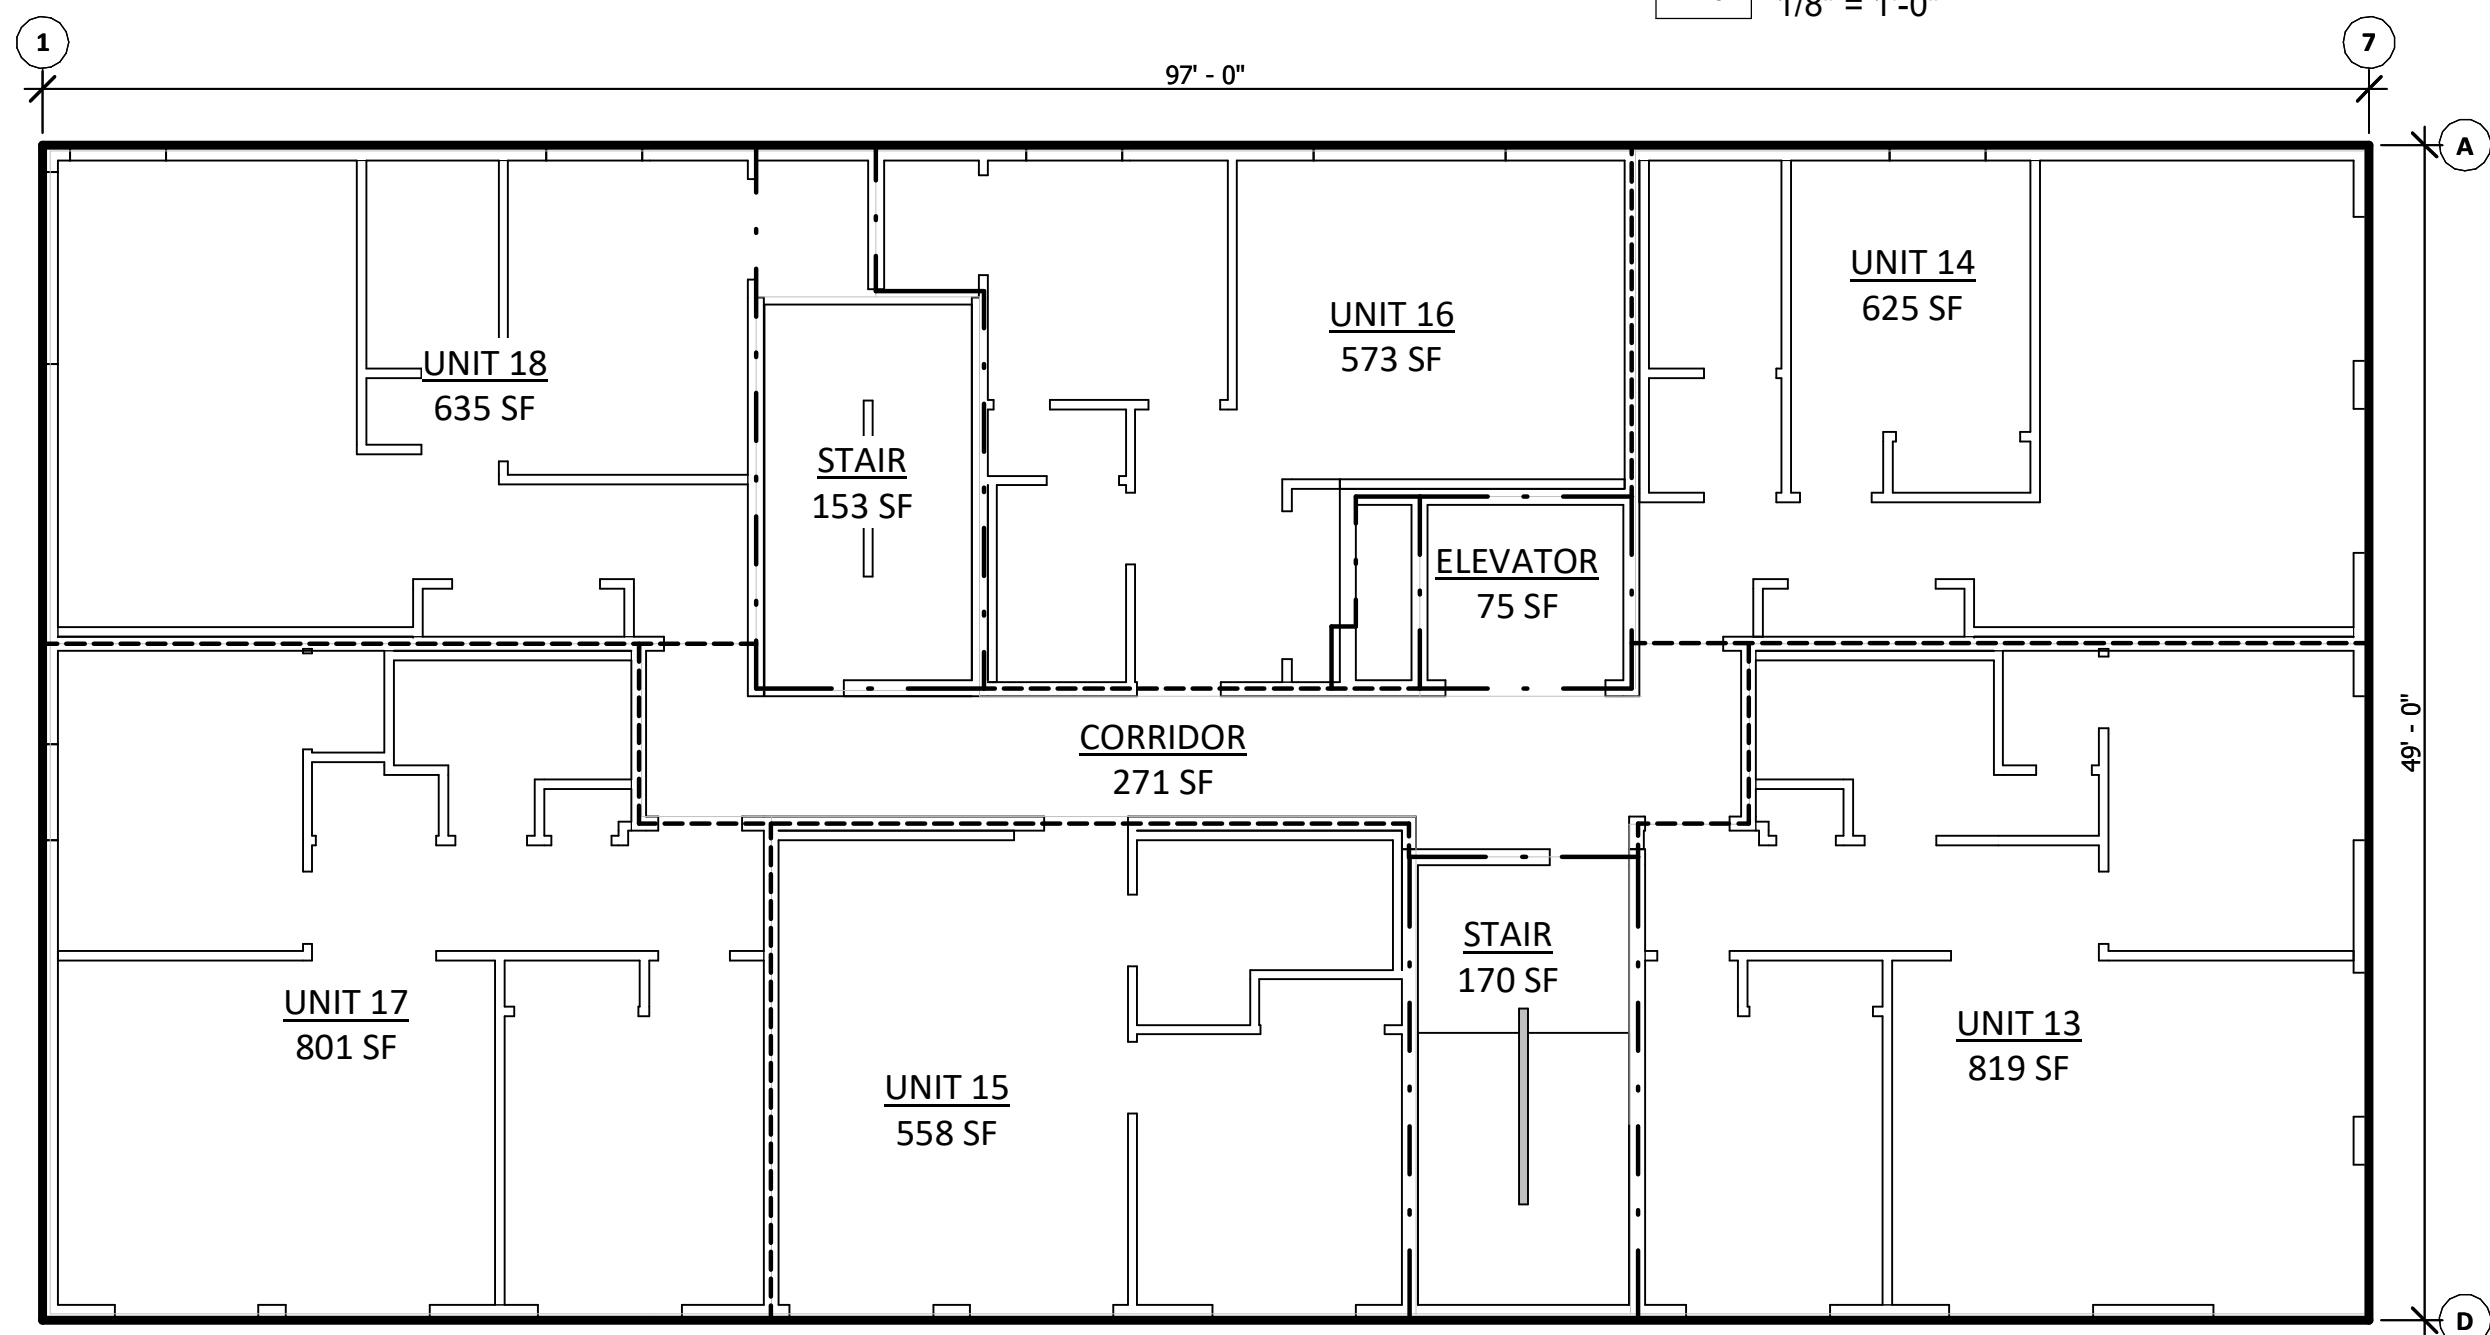 1/8" = 1'-0"
1
7
97' - 0"
A
UNIT 14
625 SF
UNIT 16
573 SF
UNIT 18
635 SF
STAIR
153 SF
ELEVATOR
75 SF
CORRIDOR
271 SF
49' - 0"
STAIR
170 SF
UNIT 17
801 SF
UNIT 13
819 SF
UNIT 15
558 SF
D